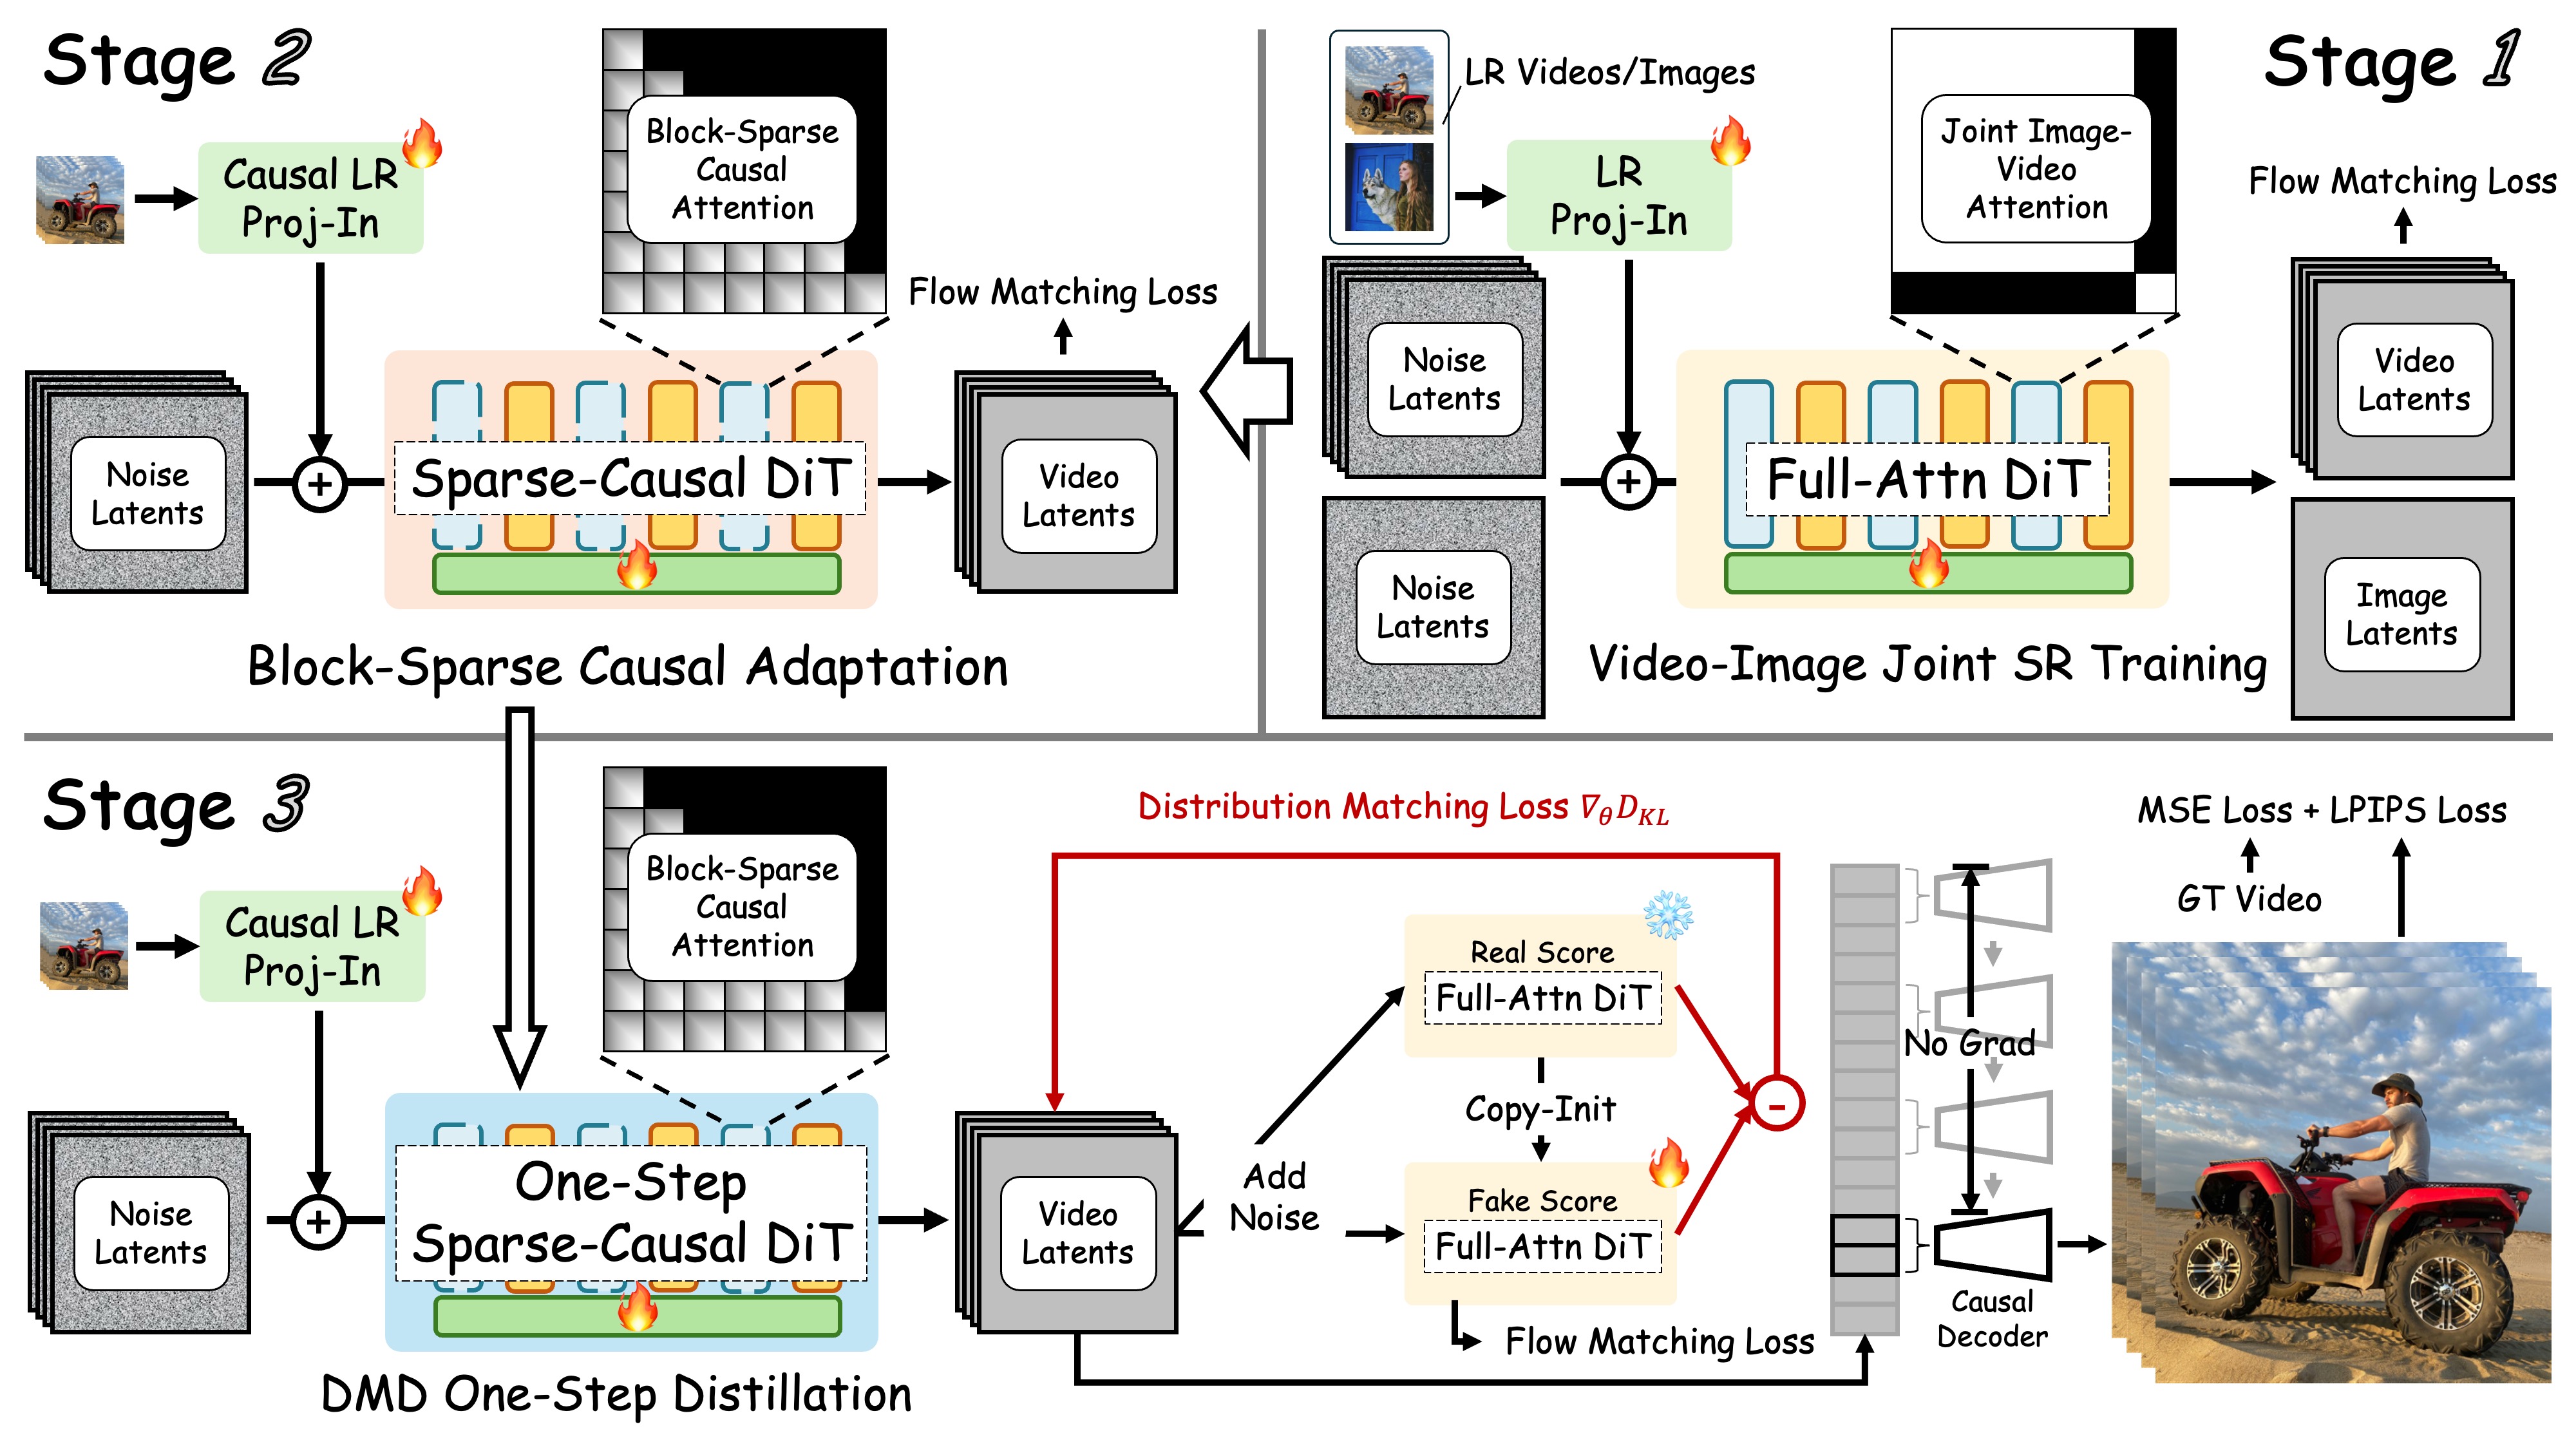 Stage 2
Causal LR
Proj-In
Block-Sparse
Causal
Attention
Flow Matching Loss
Noise
Latents
+
Sparse-Causal DiT
Video
Latents
Block-Sparse Causal Adaptation
Stage 1
LR Videos/Images
LR
Proj-In
Joint Image-
Video
Attention
Flow Matching Loss
Noise
Latents
Noise
Latents
+
Full-Attn DiT
Video
Latents
Image
Latents
Video-Image Joint SR Training
Stage 3
Causal LR
Proj-In
Block-Sparse
Causal
Attention
Noise
Latents
+
One-Step
Sparse-Causal DiT
DMD One-Step Distillation
Video
Latents
Distribution Matching Loss ∇θDKL
Add
Noise
Real Score
Full-Attn DiT
Copy-Init
Fake Score
Full-Attn DiT
Flow Matching Loss
-
No Grad
Causal
Decoder
MSE Loss + LPIPS Loss
GT Video